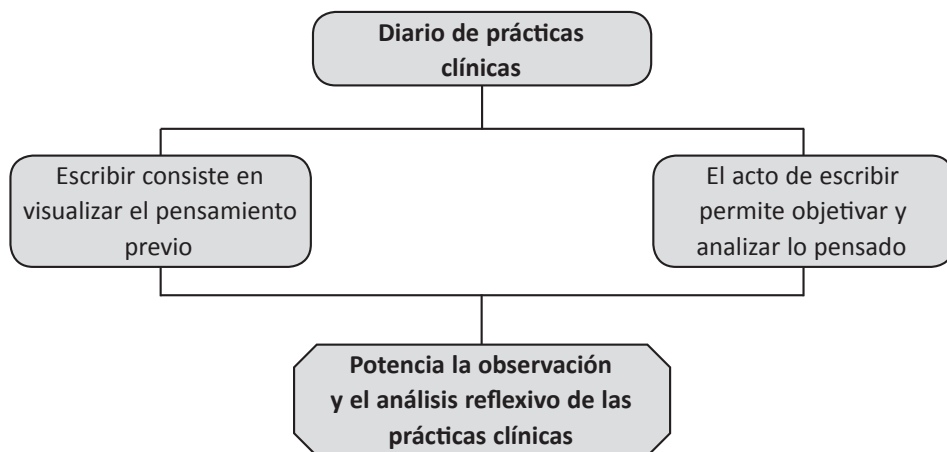 Diario de prácticas
clínicas
Escribir consiste en
visualizar el pensamiento
previo
El acto de escribir
permite objetivar y
analizar lo pensado
Potencia la observación
y el análisis reflexivo de las
prácticas clínicas